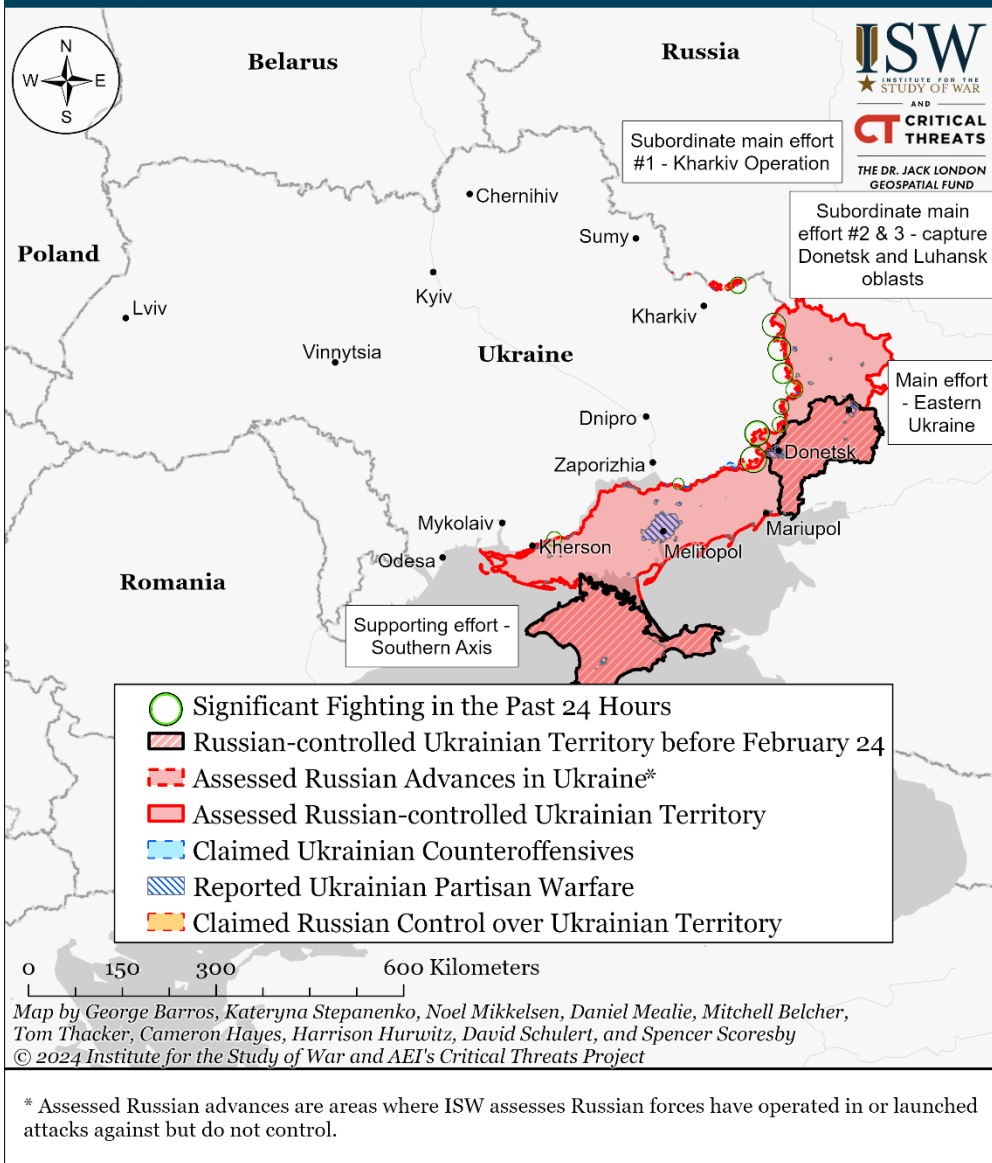 N
W E
S
Belarus
Russia
ISW
INSTITUTE FOR THE
STUDY OF WAR
AND
CT CRITICAL
THREATS
THE DR. JACK LONDON
GEOSPATIAL FUND
Subordinate main effort
#1 - Kharkiv Operation
Subordinate main
effort #2 & 3 - capture
Donetsk and Luhansk
oblasts
Chernihiv
Sumy
Poland
Lviv
Kyiv
Kharkiv
Vinnytsia
Ukraine
Main effort
- Eastern
Ukraine
Dnipro
Donetsk
Zaporizhia
Mykolaiv
Mariupol
Kherson
Melitopol
Odesa
Romania
Supporting effort -
Southern Axis
Significant Fighting in the Past 24 Hours
Russian-controlled Ukrainian Territory before February 24
Assessed Russian Advances in Ukraine*
Assessed Russian-controlled Ukrainian Territory
Claimed Ukrainian Counteroffensives
Reported Ukrainian Partisan Warfare
Claimed Russian Control over Ukrainian Territory
0 150 300 600 Kilometers
Map by George Barros, Kateryna Stepanenko, Noel Mikkelsen, Daniel Mealie, Mitchell Belcher,
Tom Thacker, Cameron Hayes, Harrison Hurwitz, David Schulert, and Spencer Scoresby
© 2024 Institute for the Study of War and AEI's Critical Threats Project
* Assessed Russian advances are areas where ISW assesses Russian forces have operated in or launched
attacks against but do not control.